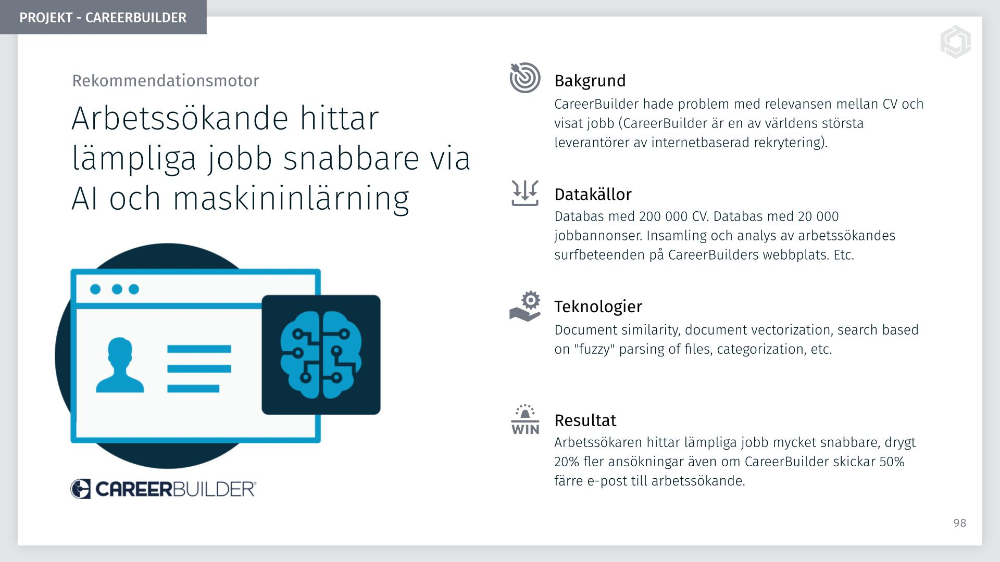 PROJEKT - CAREERBUILDER
Rekommendationsmotor
Arbetssökande hittar
lämpliga jobb snabbare via
AI och maskininlärning
CAREERBUILDER®
Bakgrund
CareerBuilder hade problem med relevansen mellan CV och
visat jobb (CareerBuilder är en av världens största
leverantörer av internetbaserad rekrytering).
Datakällor
Databas med 200 000 CV. Databas med 20 000
jobbannonser. Insamling och analys av arbetssökandes
surfbeteenden på CareerBuilders webbplats. Etc.
Teknologier
Document similarity, document vectorization, search based
on "fuzzy" parsing of files, categorization, etc.
WIN
Resultat
Arbetssökaren hittar lämpliga jobb mycket snabbare, drygt
20% fler ansökningar även om CareerBuilder skickar 50%
färre e-post till arbetssökande.
98